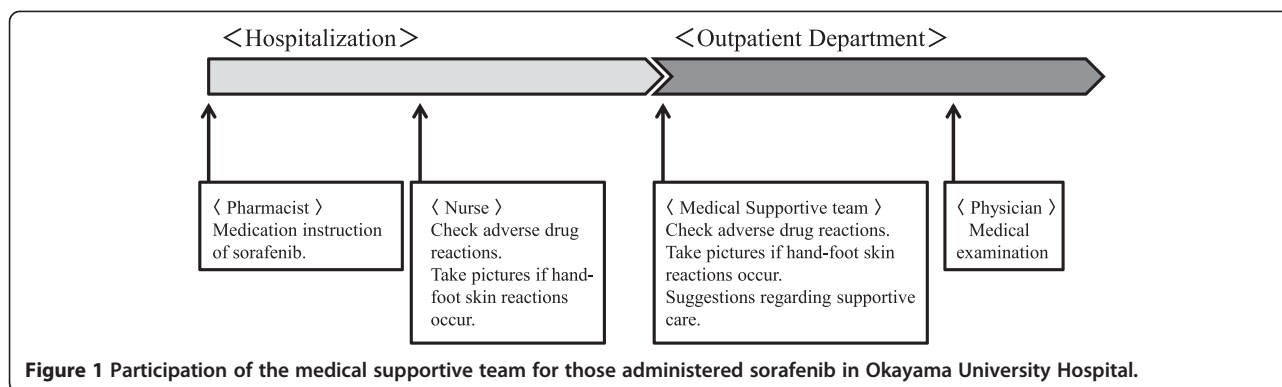 <Hospitalization>
<Outpatient Department>
〈 Pharmacist 〉
Medication instruction
of sorafenib.
〈 Nurse 〉
Check adverse drug
reactions.
Take pictures if hand-
foot skin reactions
occur.
〈 Medical Supportive team 〉
Check adverse drug reactions.
Take pictures if hand-foot skin
reactions occur.
Suggestions regarding supportive
care.
〈 Physician 〉
Medical
examination
Figure 1 Participation of the medical supportive team for those administered sorafenib in Okayama University Hospital.